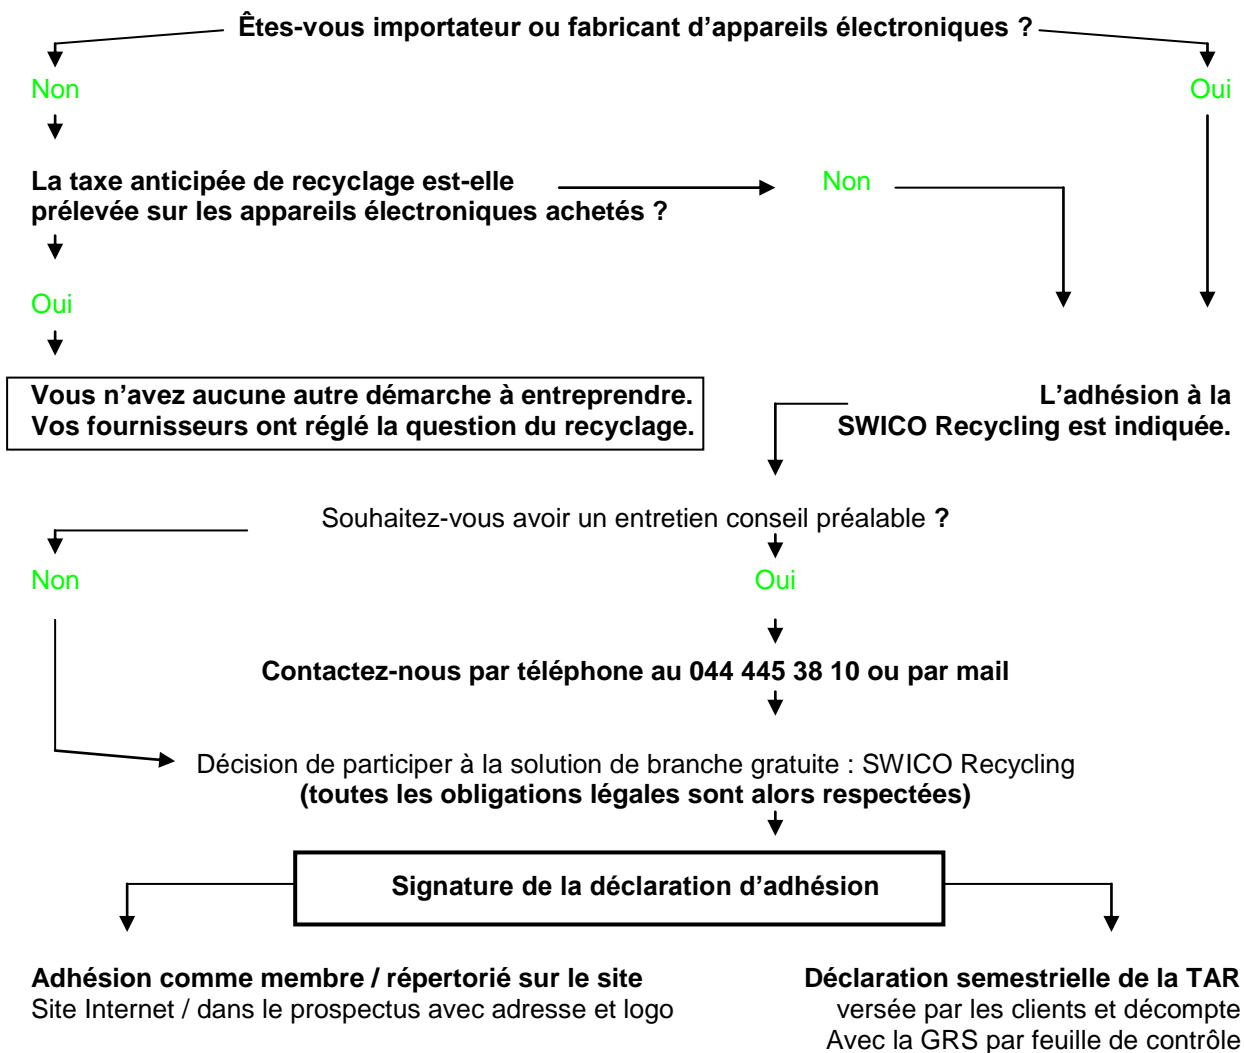 Êtes-vous importateur ou fabricant d’appareils électroniques ?
Non
Oui
La taxe anticipée de recyclage est-elle
prélevée sur les appareils électroniques achetés ?
Non
Oui
Vous n’avez aucune autre démarche à entreprendre.
Vos fournisseurs ont réglé la question du recyclage.
L’adhésion à la
SWICO Recycling est indiquée.
Souhaitez-vous avoir un entretien conseil préalable ?
Non
Oui
Contactez-nous par téléphone au 044 445 38 10 ou par mail
Décision de participer à la solution de branche gratuite : SWICO Recycling
(toutes les obligations légales sont alors respectées)
Signature de la déclaration d’adhésion
Adhésion comme membre / répertorié sur le site
Site Internet / dans le prospectus avec adresse et logo
Déclaration semestrielle de la TAR
versée par les clients et décompte
Avec la GRS par feuille de contrôle